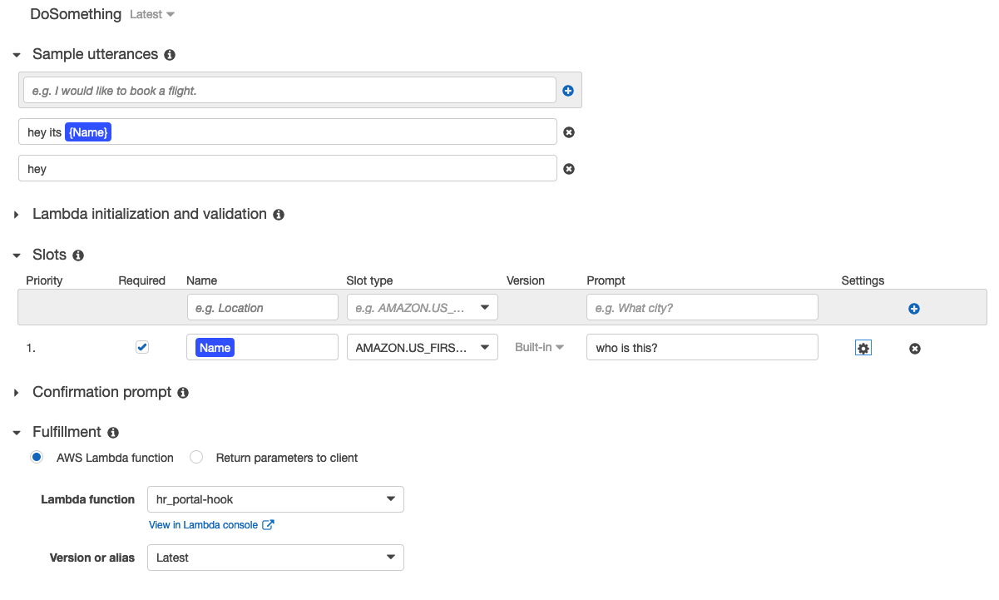 DoSomething Latest
Sample utterances
e.g. I would like to book a flight.
hey its {Name}
hey
Lambda initialization and validation
Slots
Priority Required Name Slot type Version Prompt Settings
e.g. Location e.g. AMAZON.US_... e.g. What city?
1. Name AMAZON.US_FIRS... Built-in who is this?
Confirmation prompt
Fulfillment
AWS Lambda function Return parameters to client
Lambda function hr_portal-hook
View in Lambda console
Version or alias Latest